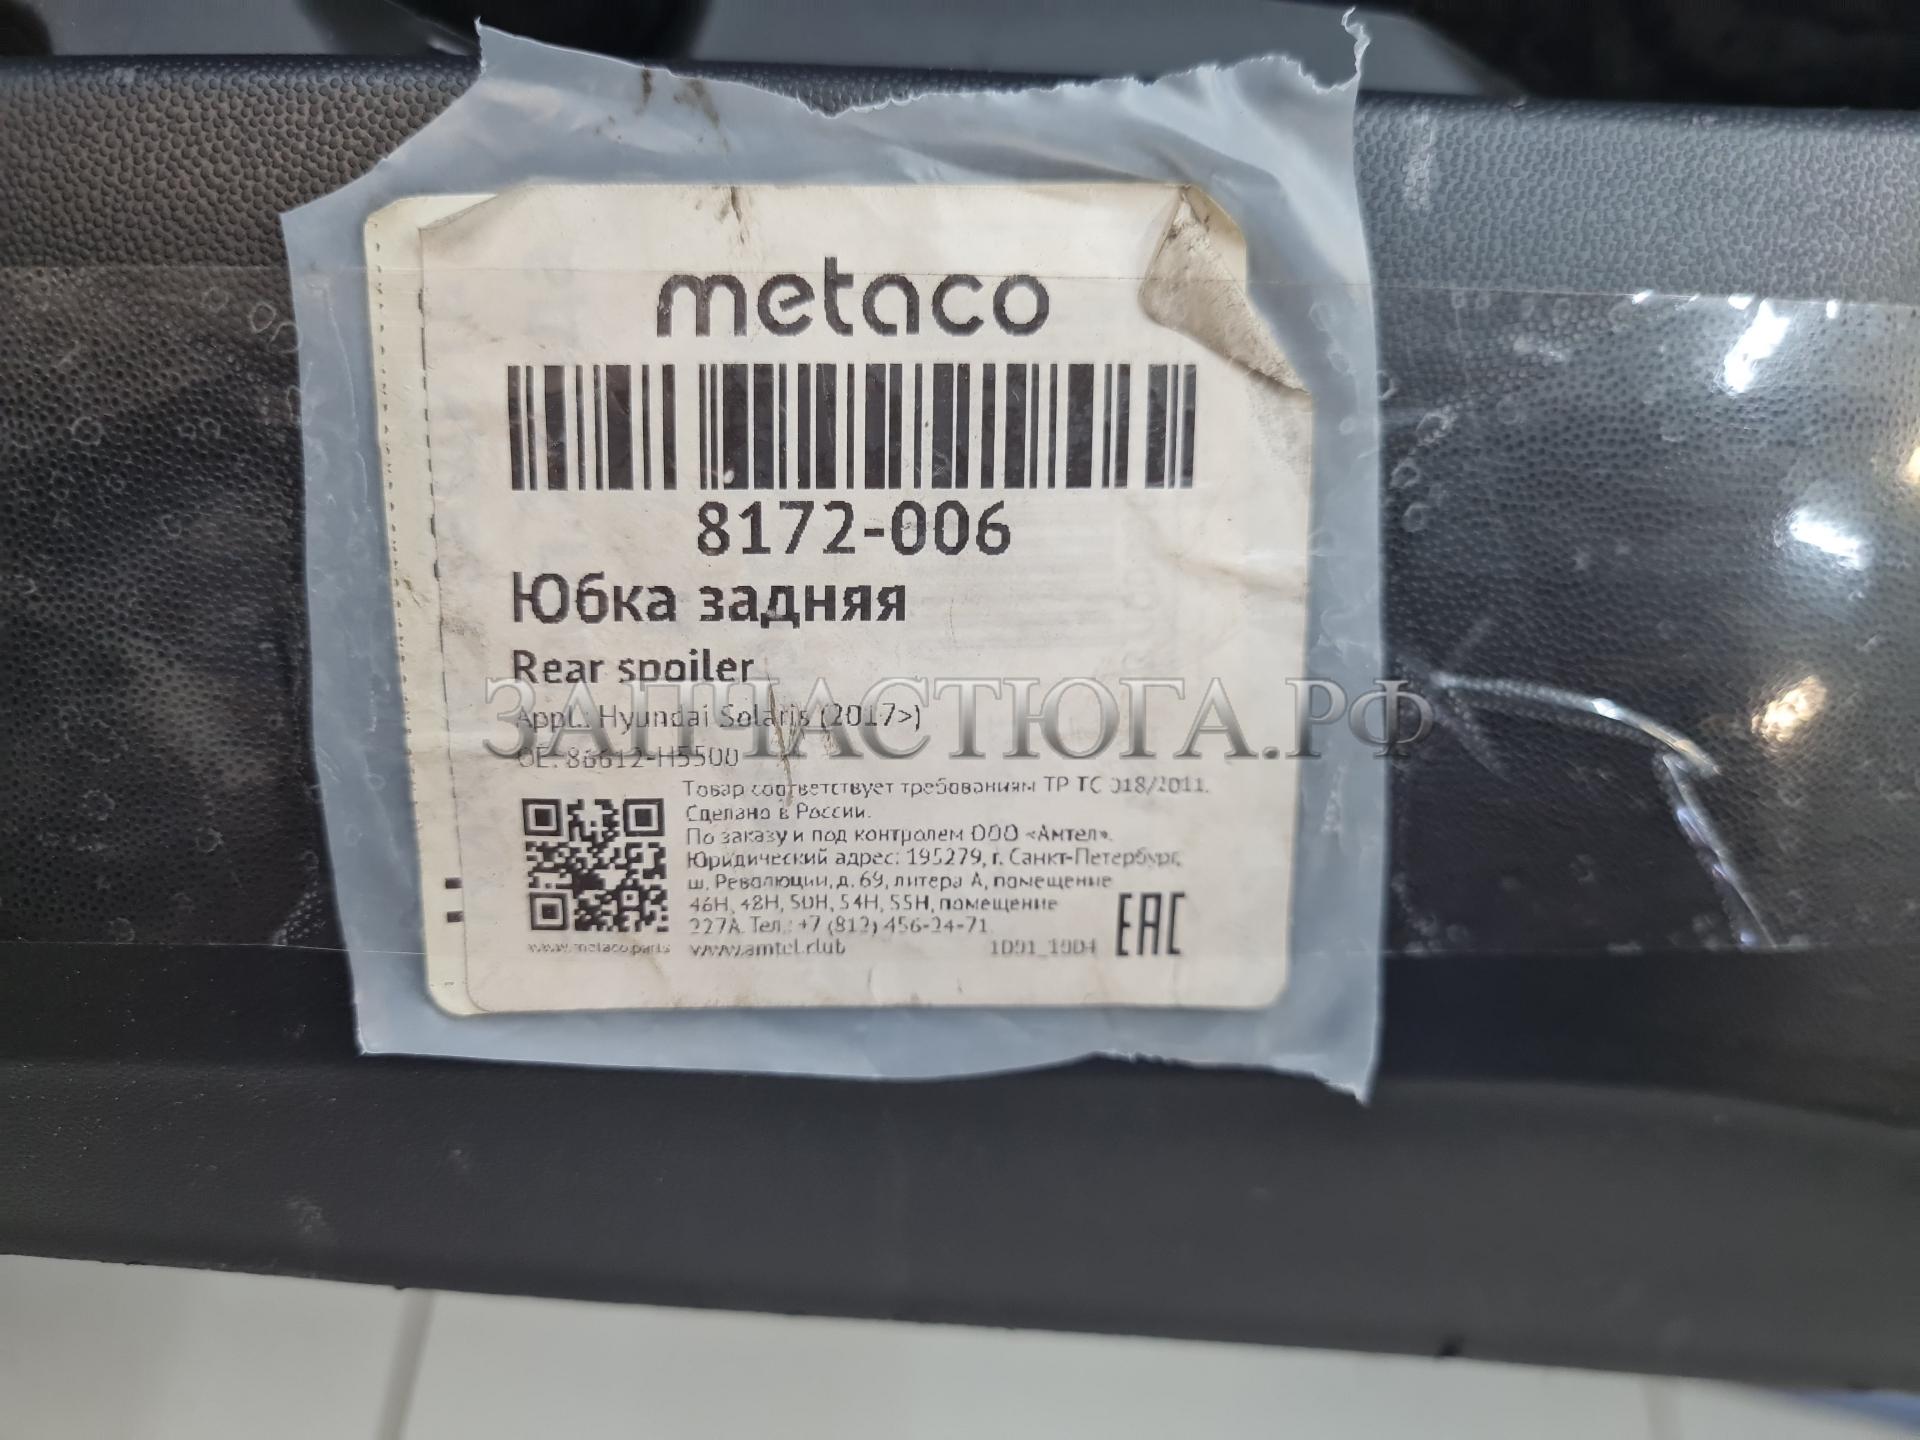 metaco
8172-006
Юбка задняя
Rear spoiler
ЗАПЧАСТЮГА.РФ
Appl.: Hyundai Solaris (2017>)
OE: 86612-H5500
Товар соответствует требованиям ТР ТС 018/2011.
Сделано в России.
По заказу и под контролем ООО «Амтел».
Юридический адрес: 195279, г. Санкт-Петербург,
ш. Революции, д. 69, литера А, помещение
46Н, 48Н, 50Н, 54Н, 55Н, помещение
227А. Тел.: +7 (812) 456-24-71
www.metaco.parts www.amtel.club 1001_1004
EAC